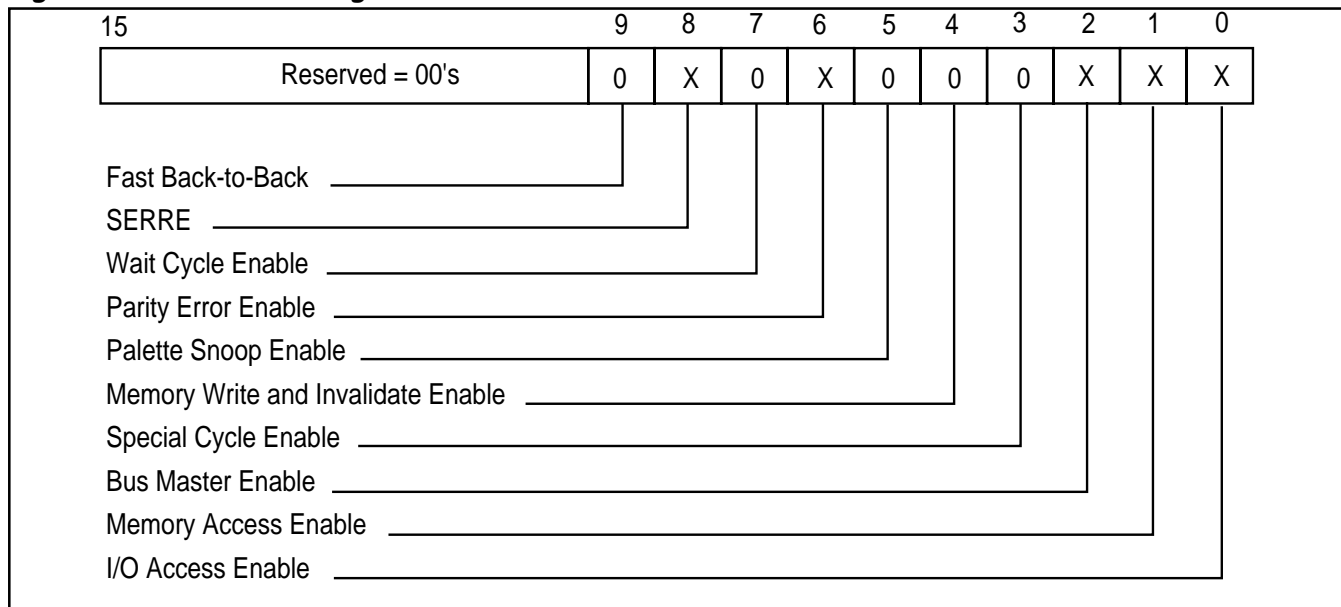 15 9 8 7 6 5 4 3 2 1 0
Reserved = 00's 0 X 0 X 0 0 0 X X X
Fast Back-to-Back
SERRE
Wait Cycle Enable
Parity Error Enable
Palette Snoop Enable
Memory Write and Invalidate Enable
Special Cycle Enable
Bus Master Enable
Memory Access Enable
I/O Access Enable